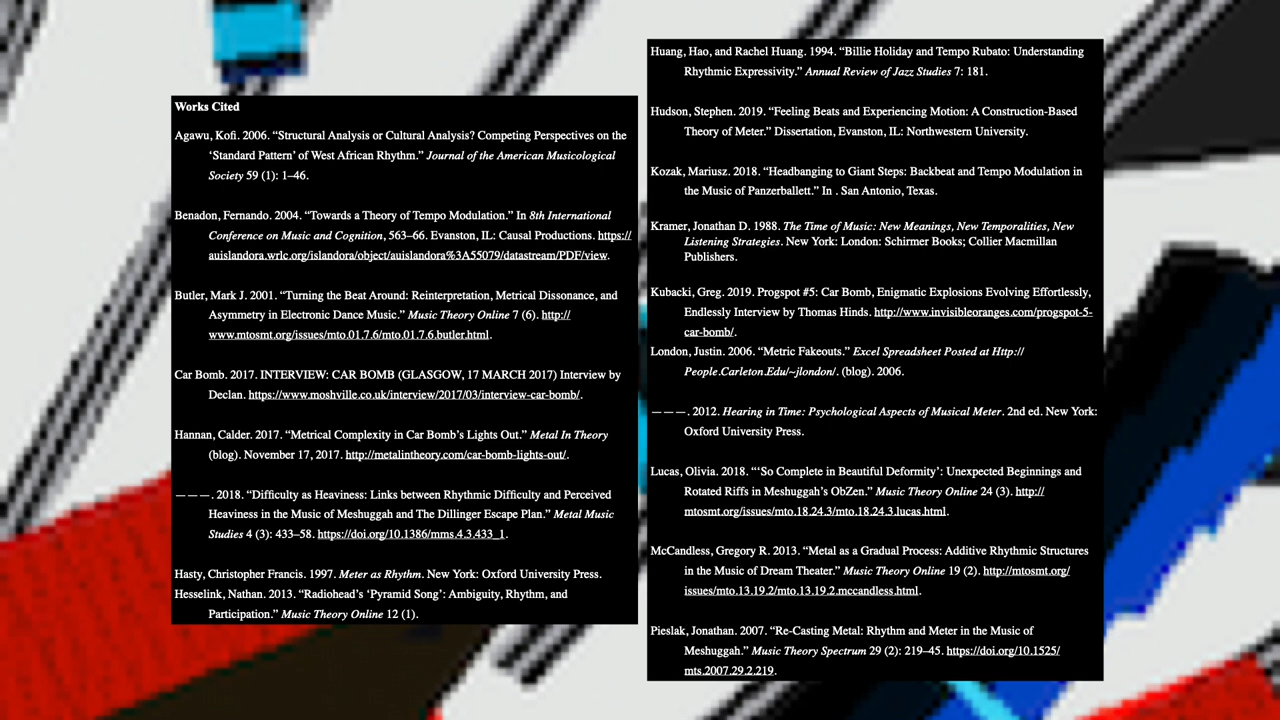 Works Cited
Agawu, Kofi. 2006. “Structural Analysis or Cultural Analysis? Competing Perspectives on the
‘Standard Pattern’ of West African Rhythm.” Journal of the American Musicological
Society 59 (1): 1–46.
Benadon, Fernando. 2004. “Towards a Theory of Tempo Modulation.” In 8th International
Conference on Music and Cognition, 563–66. Evanston, IL: Causal Productions. https://
auislandora.wrlc.org/islandora/object/auislandora%3A55079/datastream/PDF/view.
Butler, Mark J. 2001. “Turning the Beat Around: Reinterpretation, Metrical Dissonance, and
Asymmetry in Electronic Dance Music.” Music Theory Online 7 (6). http://
www.mtosmt.org/issues/mto.01.7.6/mto.01.7.6.butler.html.
Car Bomb. 2017. INTERVIEW: CAR BOMB (GLASGOW, 17 MARCH 2017) Interview by
Declan. https://www.moshville.co.uk/interview/2017/03/interview-car-bomb/.
Hannan, Calder. 2017. “Metrical Complexity in Car Bomb’s Lights Out.” Metal In Theory
(blog). November 17, 2017. http://metalintheory.com/car-bomb-lights-out/.
———. 2018. “Difficulty as Heaviness: Links between Rhythmic Difficulty and Perceived
Heaviness in the Music of Meshuggah and The Dillinger Escape Plan.” Metal Music
Studies 4 (3): 433–58. https://doi.org/10.1386/mms.4.3.433_1.
Hasty, Christopher Francis. 1997. Meter as Rhythm. New York: Oxford University Press.
Hesselink, Nathan. 2013. “Radiohead’s ‘Pyramid Song’: Ambiguity, Rhythm, and
Participation.” Music Theory Online 12 (1).
Huang, Hao, and Rachel Huang. 1994. “Billie Holiday and Tempo Rubato: Understanding
Rhythmic Expressivity.” Annual Review of Jazz Studies 7: 181.
Hudson, Stephen. 2019. “Feeling Beats and Experiencing Motion: A Construction-Based
Theory of Meter.” Dissertation, Evanston, IL: Northwestern University.
Kozak, Mariusz. 2018. “Headbanging to Giant Steps: Backbeat and Tempo Modulation in
the Music of Panzerballett.” In . San Antonio, Texas.
Kramer, Jonathan D. 1988. The Time of Music: New Meanings, New Temporalities, New
Listening Strategies. New York: London: Schirmer Books; Collier Macmillan
Publishers.
Kubacki, Greg. 2019. Progspot #5: Car Bomb, Enigmatic Explosions Evolving Effortlessly,
Endlessly Interview by Thomas Hinds. http://www.invisibleoranges.com/progspot-5-
car-bomb/.
London, Justin. 2006. “Metric Fakeouts.” Excel Spreadsheet Posted at Http://
People.Carleton.Edu/~jlondon/. (blog). 2006.
———. 2012. Hearing in Time: Psychological Aspects of Musical Meter. 2nd ed. New York:
Oxford University Press.
Lucas, Olivia. 2018. “‘So Complete in Beautiful Deformity’: Unexpected Beginnings and
Rotated Riffs in Meshuggah’s ObZen.” Music Theory Online 24 (3). http://
mtosmt.org/issues/mto.18.24.3/mto.18.24.3.lucas.html.
McCandless, Gregory R. 2013. “Metal as a Gradual Process: Additive Rhythmic Structures
in the Music of Dream Theater.” Music Theory Online 19 (2). http://mtosmt.org/
issues/mto.13.19.2/mto.13.19.2.mccandless.html.
Pieslak, Jonathan. 2007. “Re-Casting Metal: Rhythm and Meter in the Music of
Meshuggah.” Music Theory Spectrum 29 (2): 219–45. https://doi.org/10.1525/
mts.2007.29.2.219.